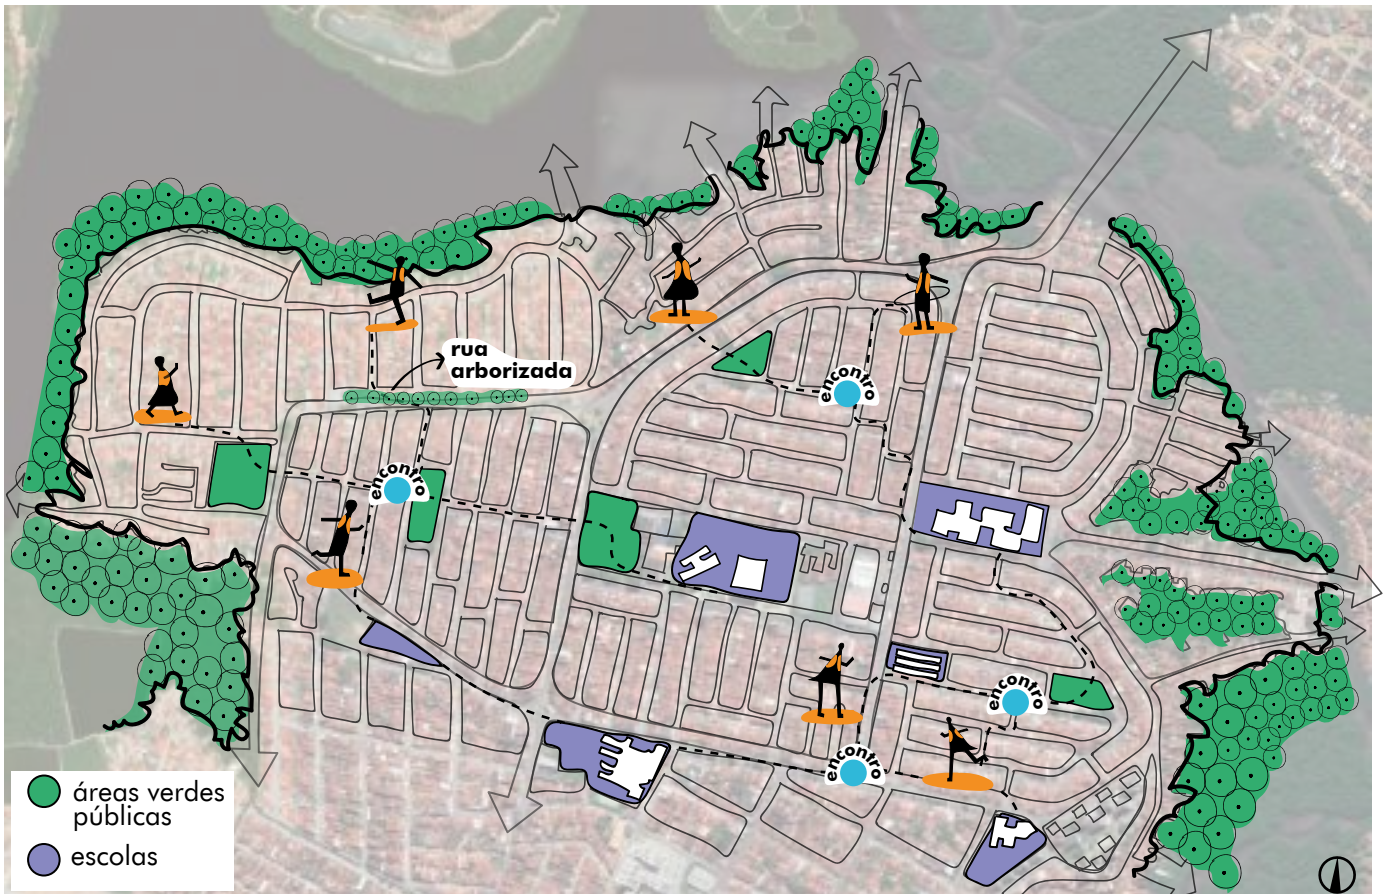 rua
arborizada
encontro
encontro
encontro
encontro
áreas verdes
públicas
escolas